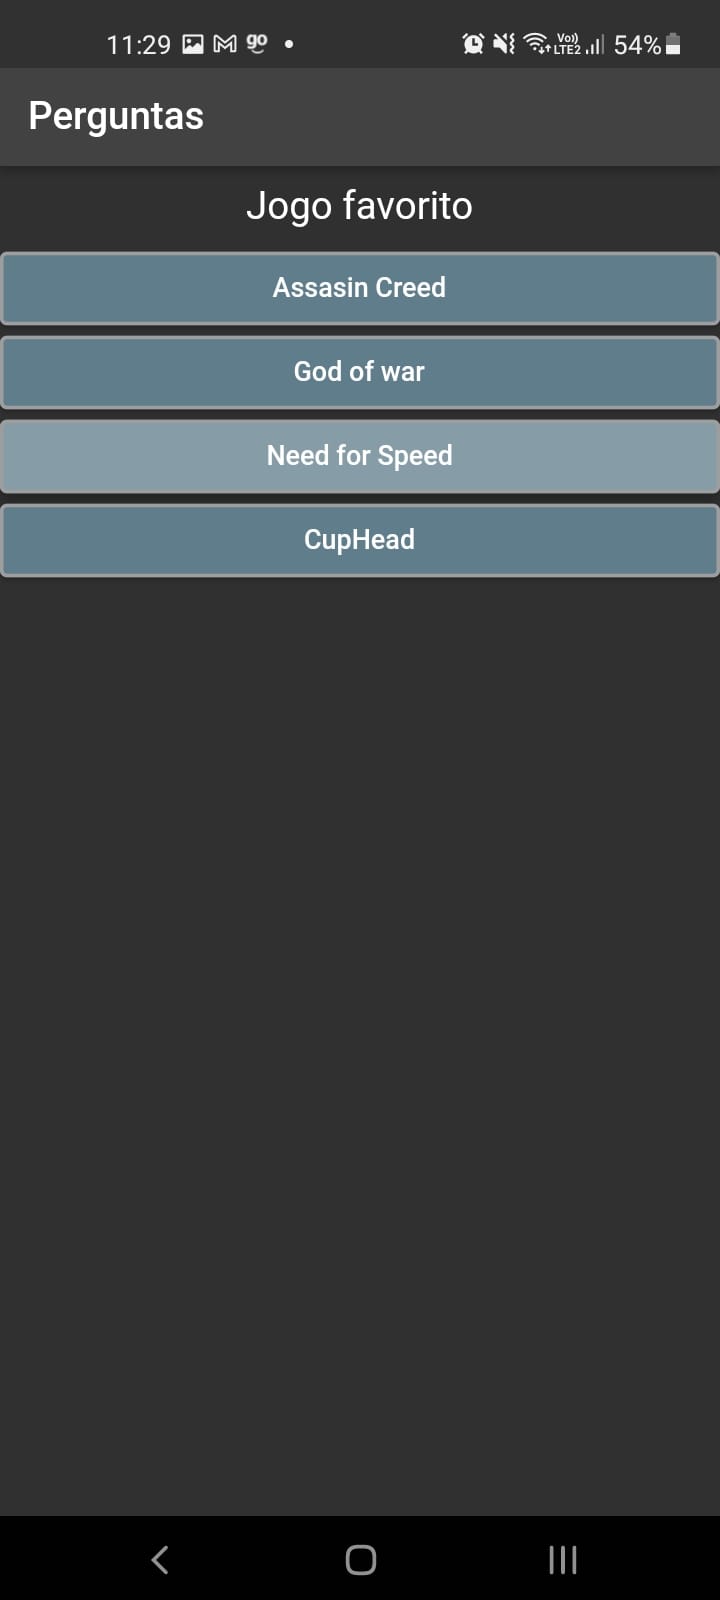 11:29 go Vo)) LTE2 54%
Perguntas
Jogo favorito
Assasin Creed
God of war
Need for Speed
CupHead